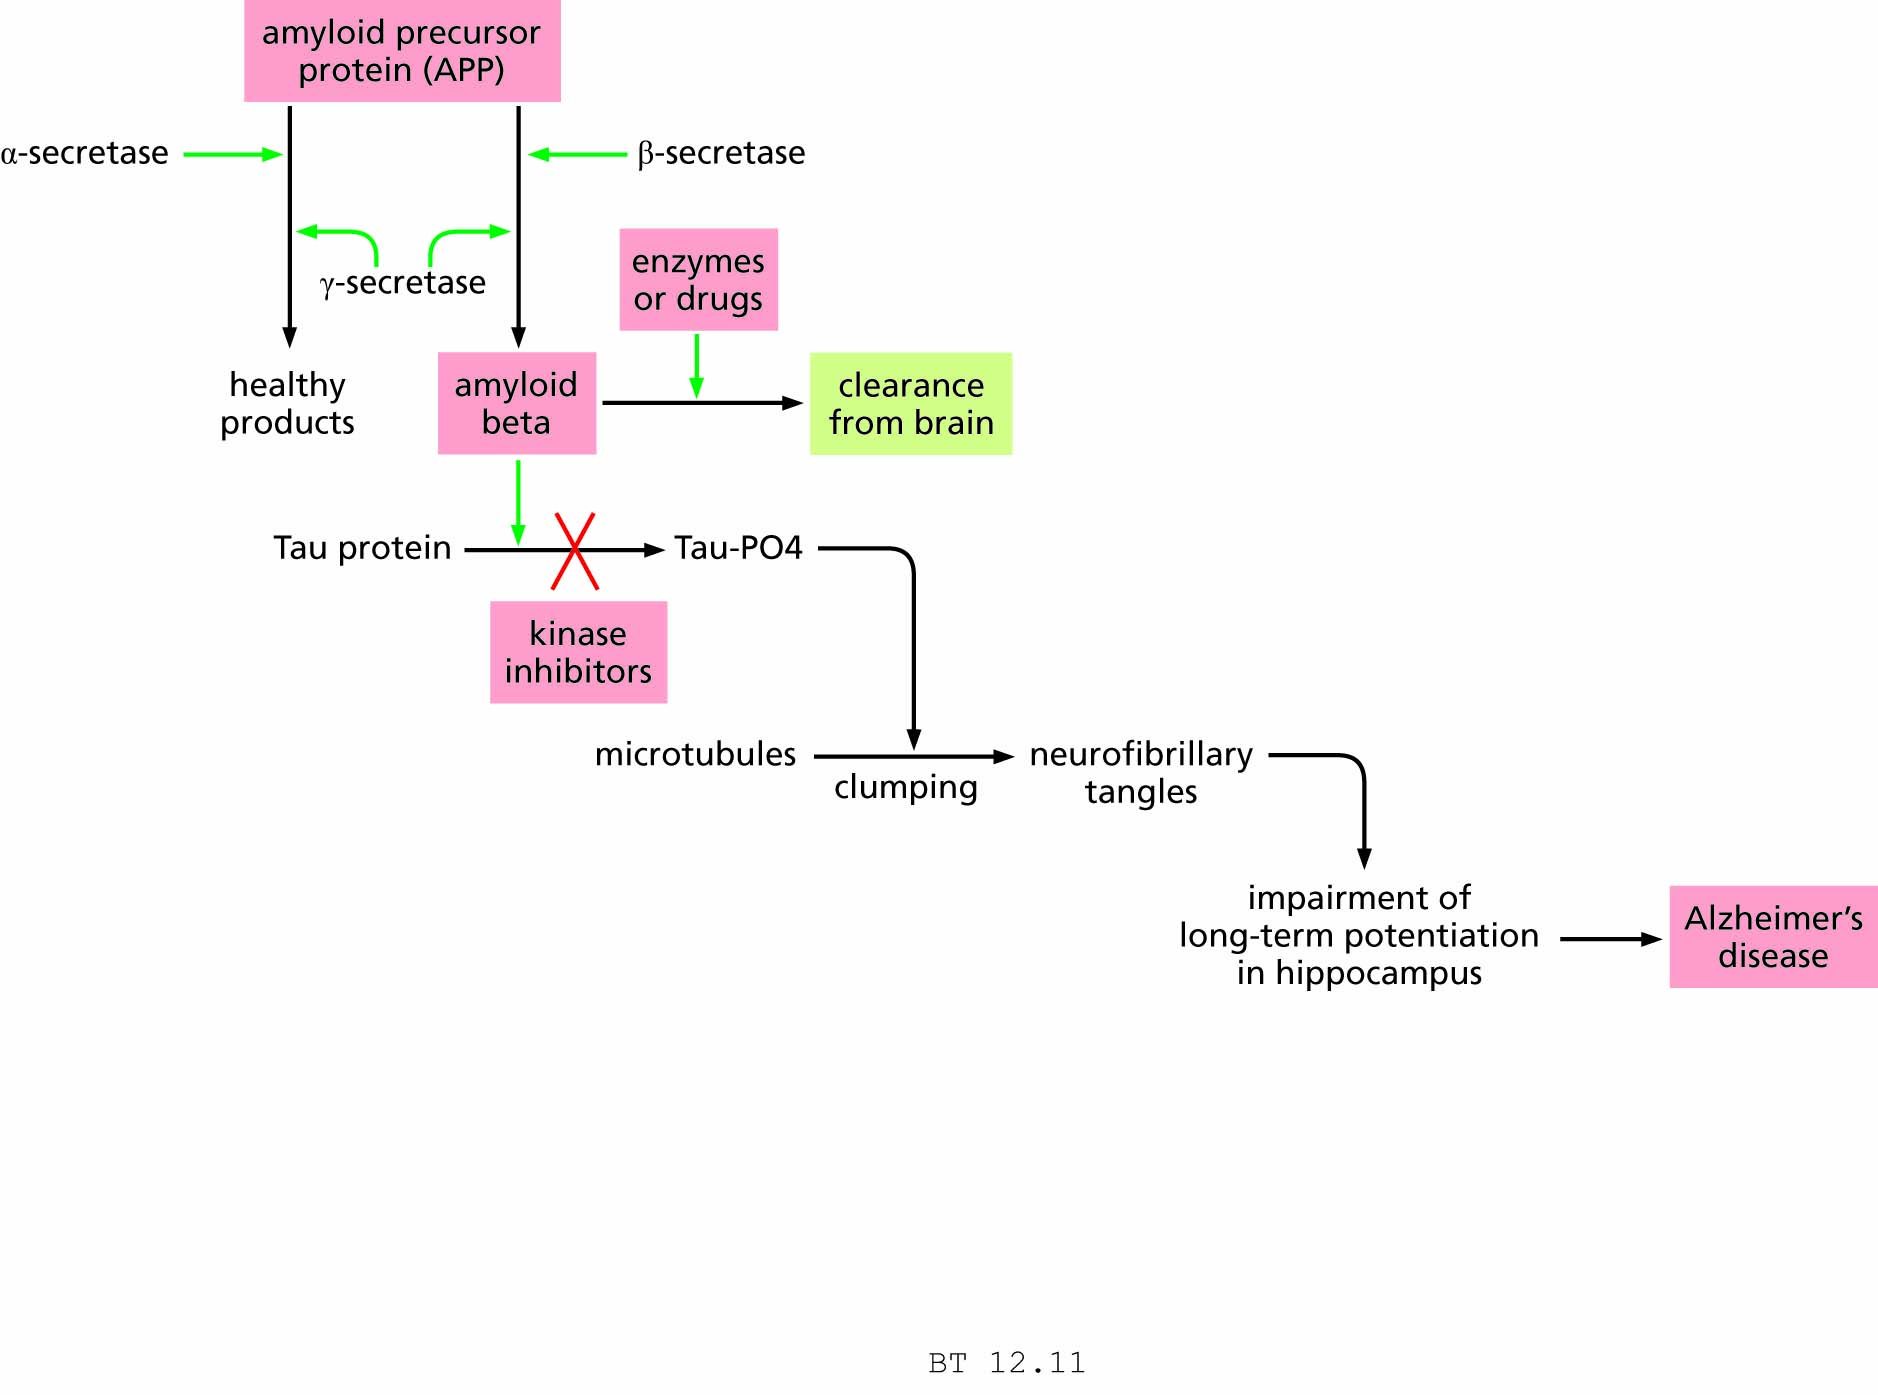 amyloid precursor
protein (APP)
α-secretase
β-secretase
γ-secretase
enzymes
or drugs
healthy
products
amyloid
beta
clearance
from brain
Tau protein
Tau-PO4
kinase
inhibitors
microtubules
clumping
neurofibrillary
tangles
impairment of
long-term potentiation
in hippocampus
Alzheimer’s
disease
BT 12.11